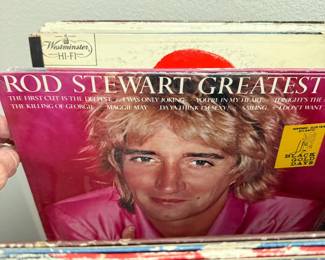 Westminster
HI-FI
ROD STEWART GREATEST
THE FIRST CUT IS THE DEEPEST I WAS ONLY JOKING YOU'RE IN MY HEART TONIGHT'S THE
THE KILLING OF GEORGIE MAGGIE MAY DA YA THINK I'M SEXY? SAILING I DON'T WANT
BLACK
GOLD
DAYS